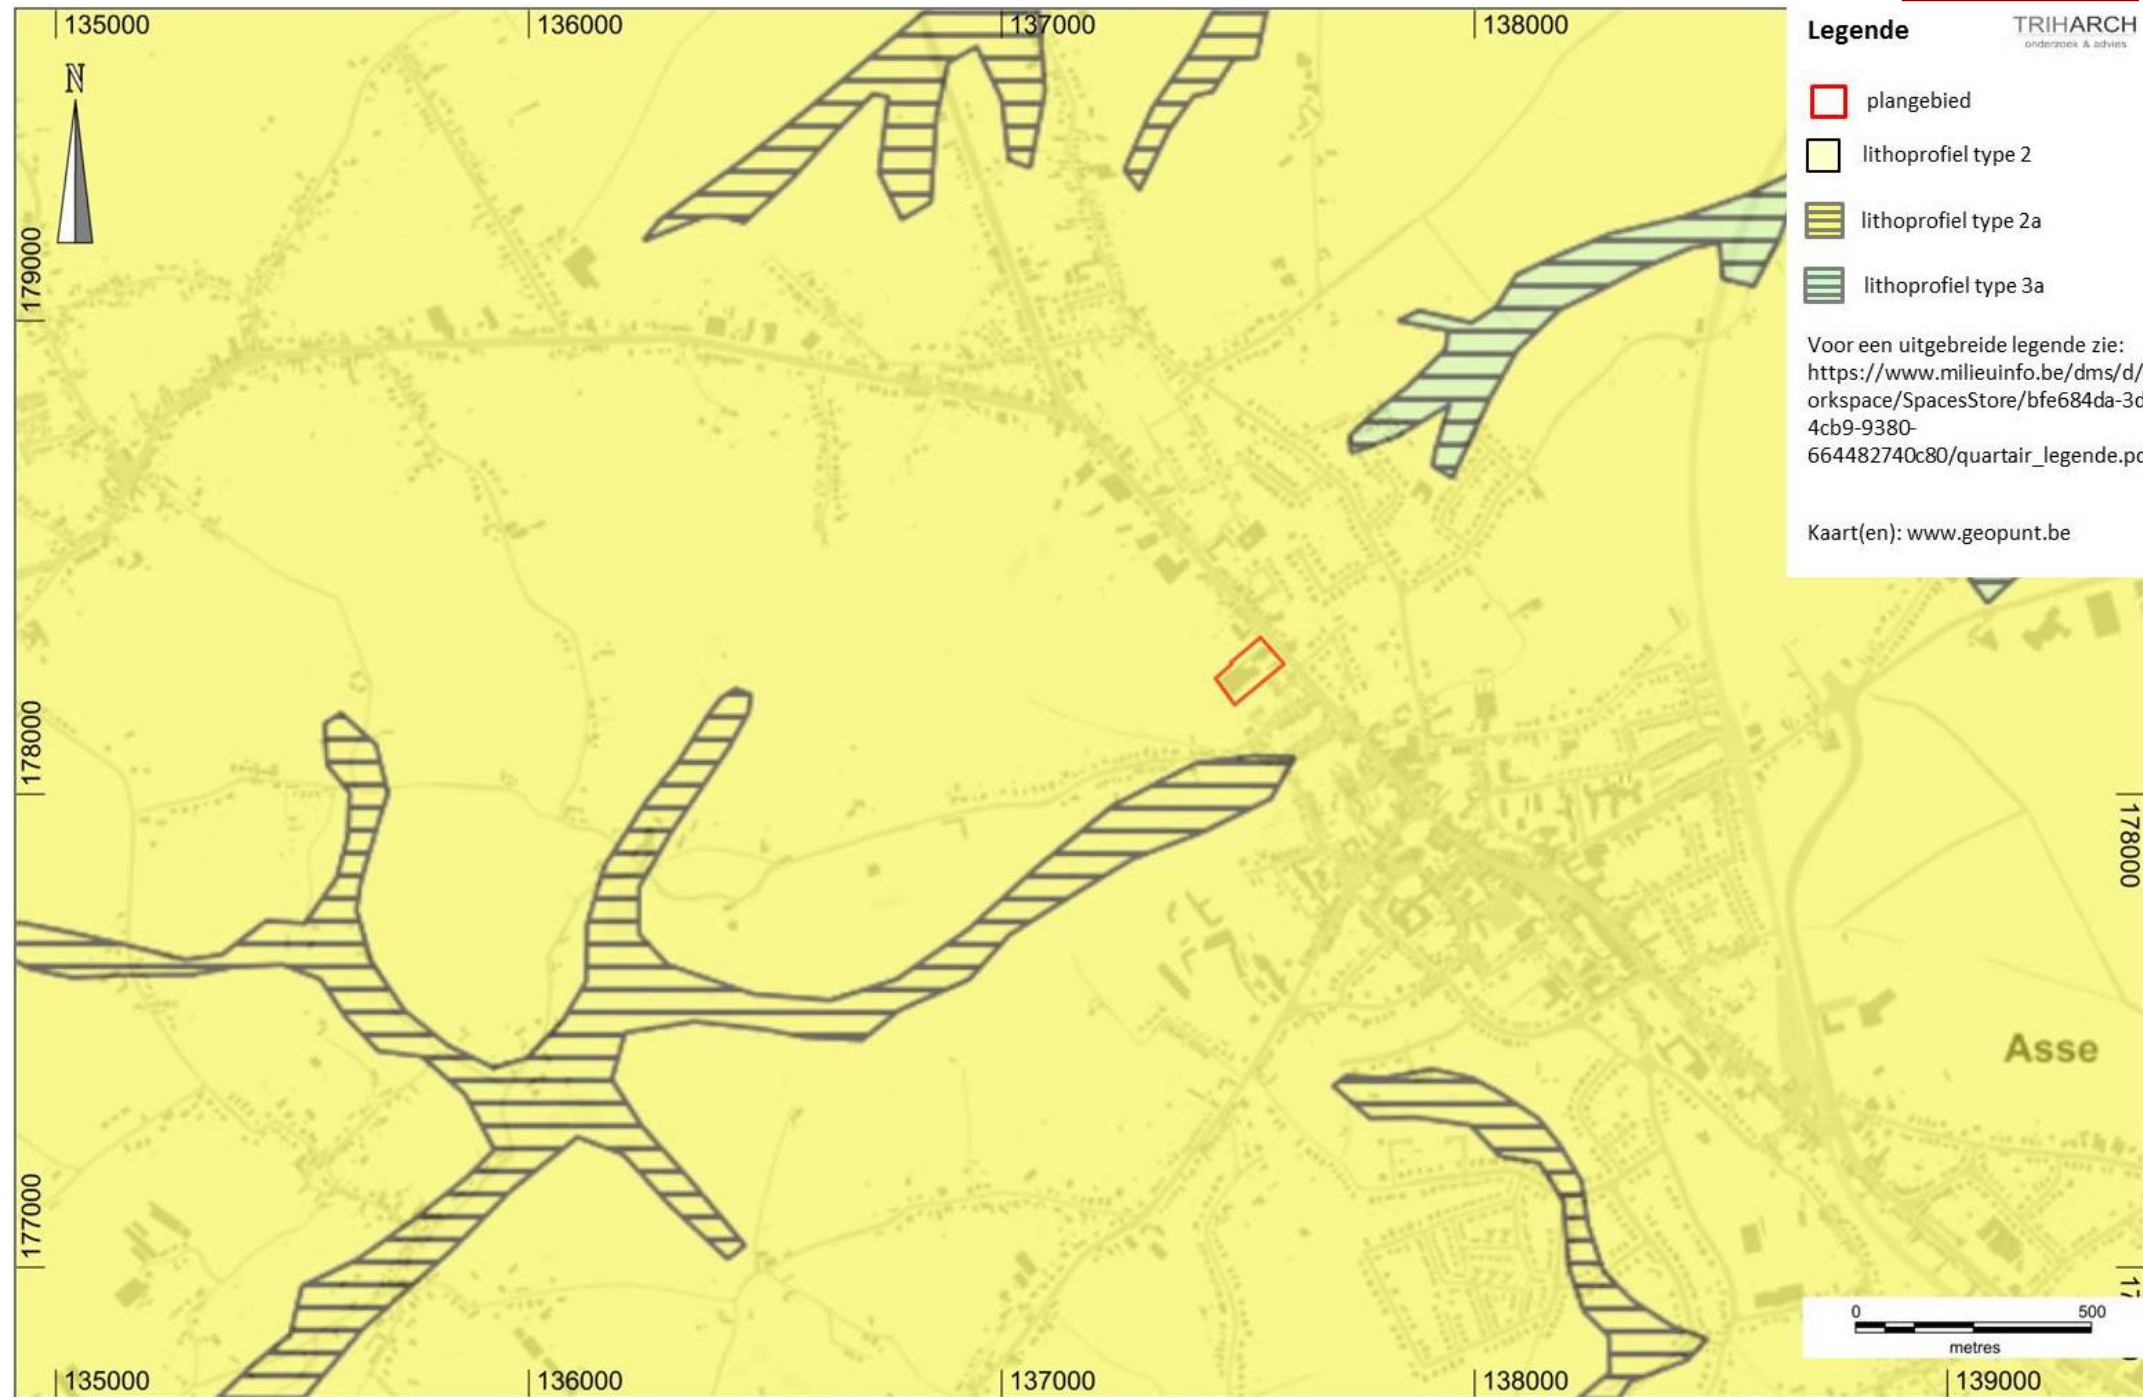 135000
136000
137000
138000
N
179000
178000
177000
Legende
TRIHARCH
onderzoek & advies
plangebied
lithoprofiel type 2
lithoprofiel type 2a
lithoprofiel type 3a
Voor een uitgebreide legende zie:
https://www.milieuinfo.be/dms/d/
orkspace/SpacesStore/bfe684da-3d
4cb9-9380-
664482740c80/quartair_legende.pd
Kaart(en): www.geopunt.be
178000
Asse
17
0 500
metres
135000
136000
137000
138000
139000